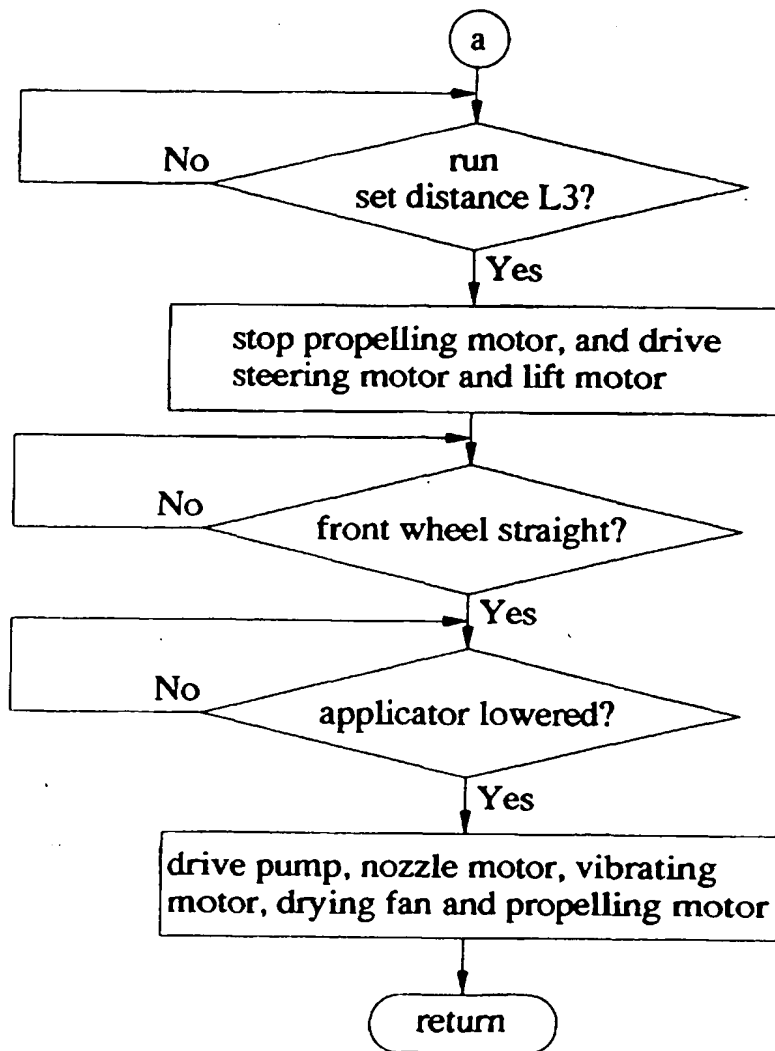 a
run
set distance L3?
No
Yes
stop propelling motor, and drive
steering motor and lift motor
No
front wheel straight?
Yes
No
applicator lowered?
Yes
drive pump, nozzle motor, vibrating
motor, drying fan and propelling motor
return